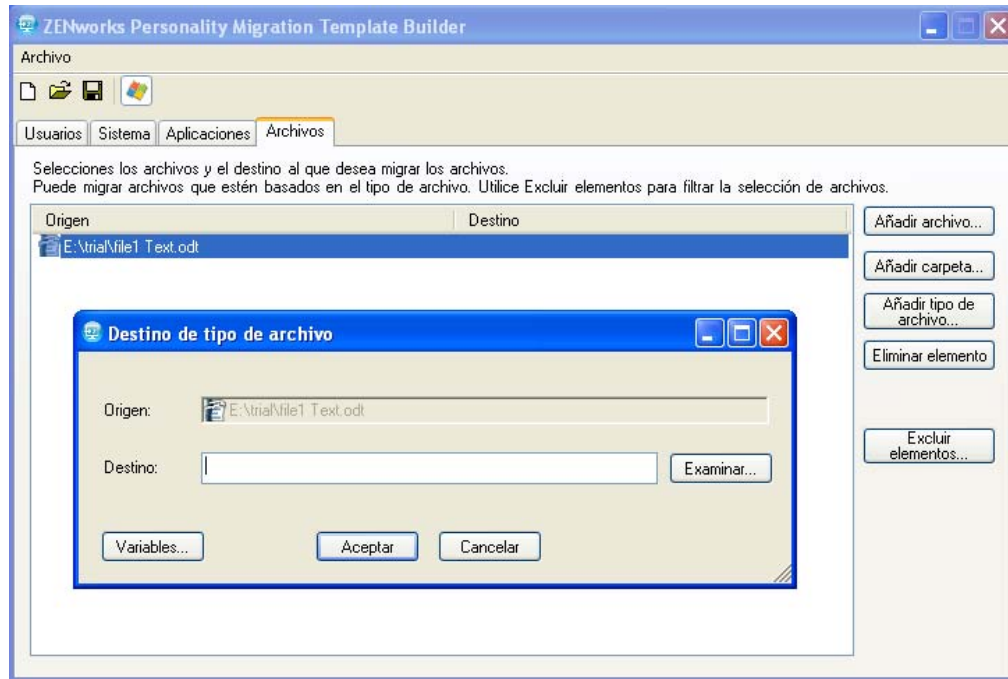 ZENworks Personality Migration Template Builder
Archivo
Usuarios Sistema Aplicaciones Archivos
Selecciones los archivos y el destino al que desea migrar los archivos.
Puede migrar archivos que estén basados en el tipo de archivo. Utilice Excluir elementos para filtrar la selección de archivos.
Origen Destino
E:\trial\file1 Text.odt
Añadir archivo...
Añadir carpeta...
Añadir tipo de
archivo...
Eliminar elemento
Excluir
elementos...
Destino de tipo de archivo
Origen: E:\trial\file1 Text.odt
Destino: Examinar...
Variables... Aceptar Cancelar